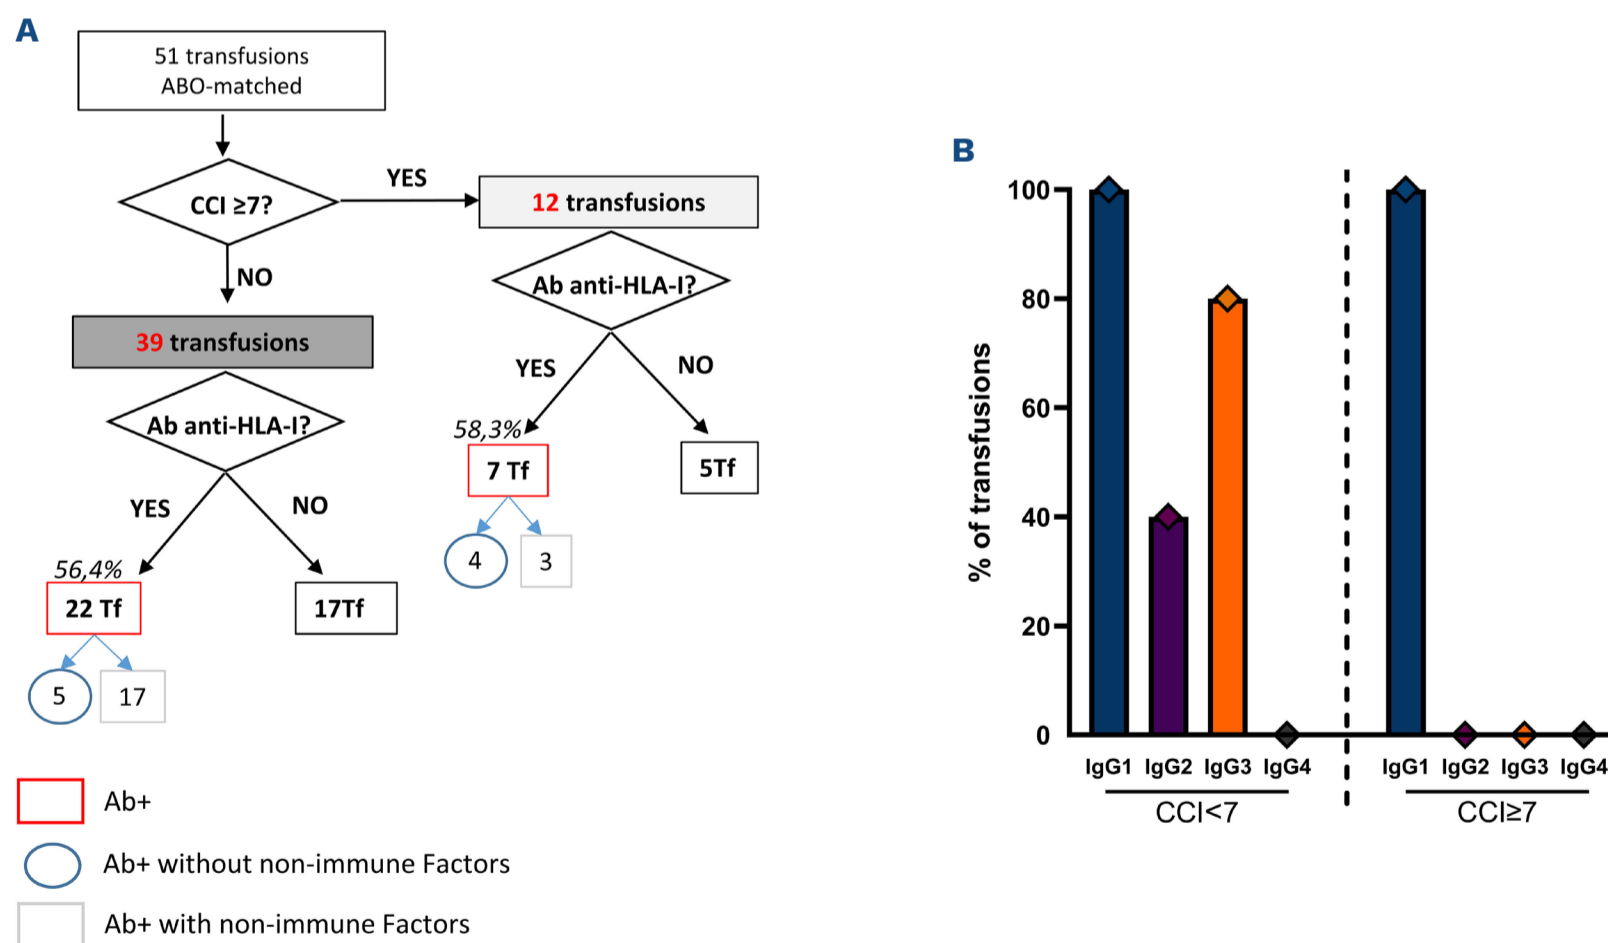 A
51 transfusions
ABO-matched
CCI ≥7?
YES
12 transfusions
NO
Ab anti-HLA-I?
39 transfusions
YES
NO
Ab anti-HLA-I?
58,3%
7 Tf
5Tf
YES
NO
4
3
56,4%
22 Tf
17Tf
5
17
Ab+
Ab+ without non-immune Factors
Ab+ with non-immune Factors
B
% of transfusions
100
80
60
40
20
0
IgG1 IgG2 IgG3 IgG4
IgG1 IgG2 IgG3 IgG4
CCI<7
CCI≥7